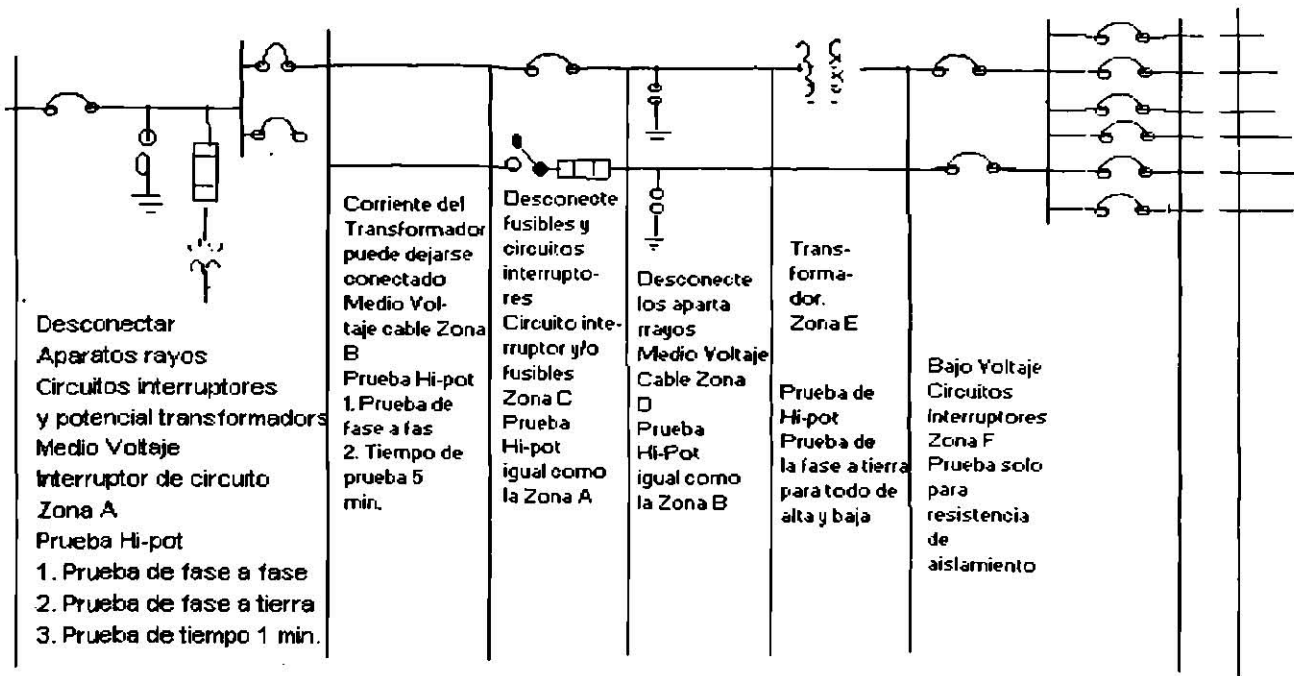 Desconectar
Aparatos rayos
Circuitos interruptores
y potencial transformadors
Medio Voltaje
Interruptor de circuito
Zona A
Prueba Hi-pot
1. Prueba de fase a fase
2. Prueba de fase a tierra
3. Prueba de tiempo 1 min.
Corriente del
Transformador
puede dejarse
conectado
Medio Vol-
taje cable Zona
B
Prueba Hi-pot
1. Prueba de
fase a fas
2. Tiempo de
prueba 5
min.
Desconecte
fusibles y
circuitos
interrupto-
res
Circuito inte-
rruptor y/o
fusibles
Zona C
Prueba
Hi-pot
igual como
la Zona A
Desconecte
los aparta
rrayos
Medio Voltaje
Cable Zona
D
Prueba
Hi-Pot
igual como
la Zona B
Trans-
forma-
dor.
Zona E
Prueba de
Hi-pot
Prueba de
la fase a tierra
para todo de
alta y baja
Bajo Voltaje
Circuitos
Interruptores
Zona F
Prueba solo
para
resistencia
de
aislamiento